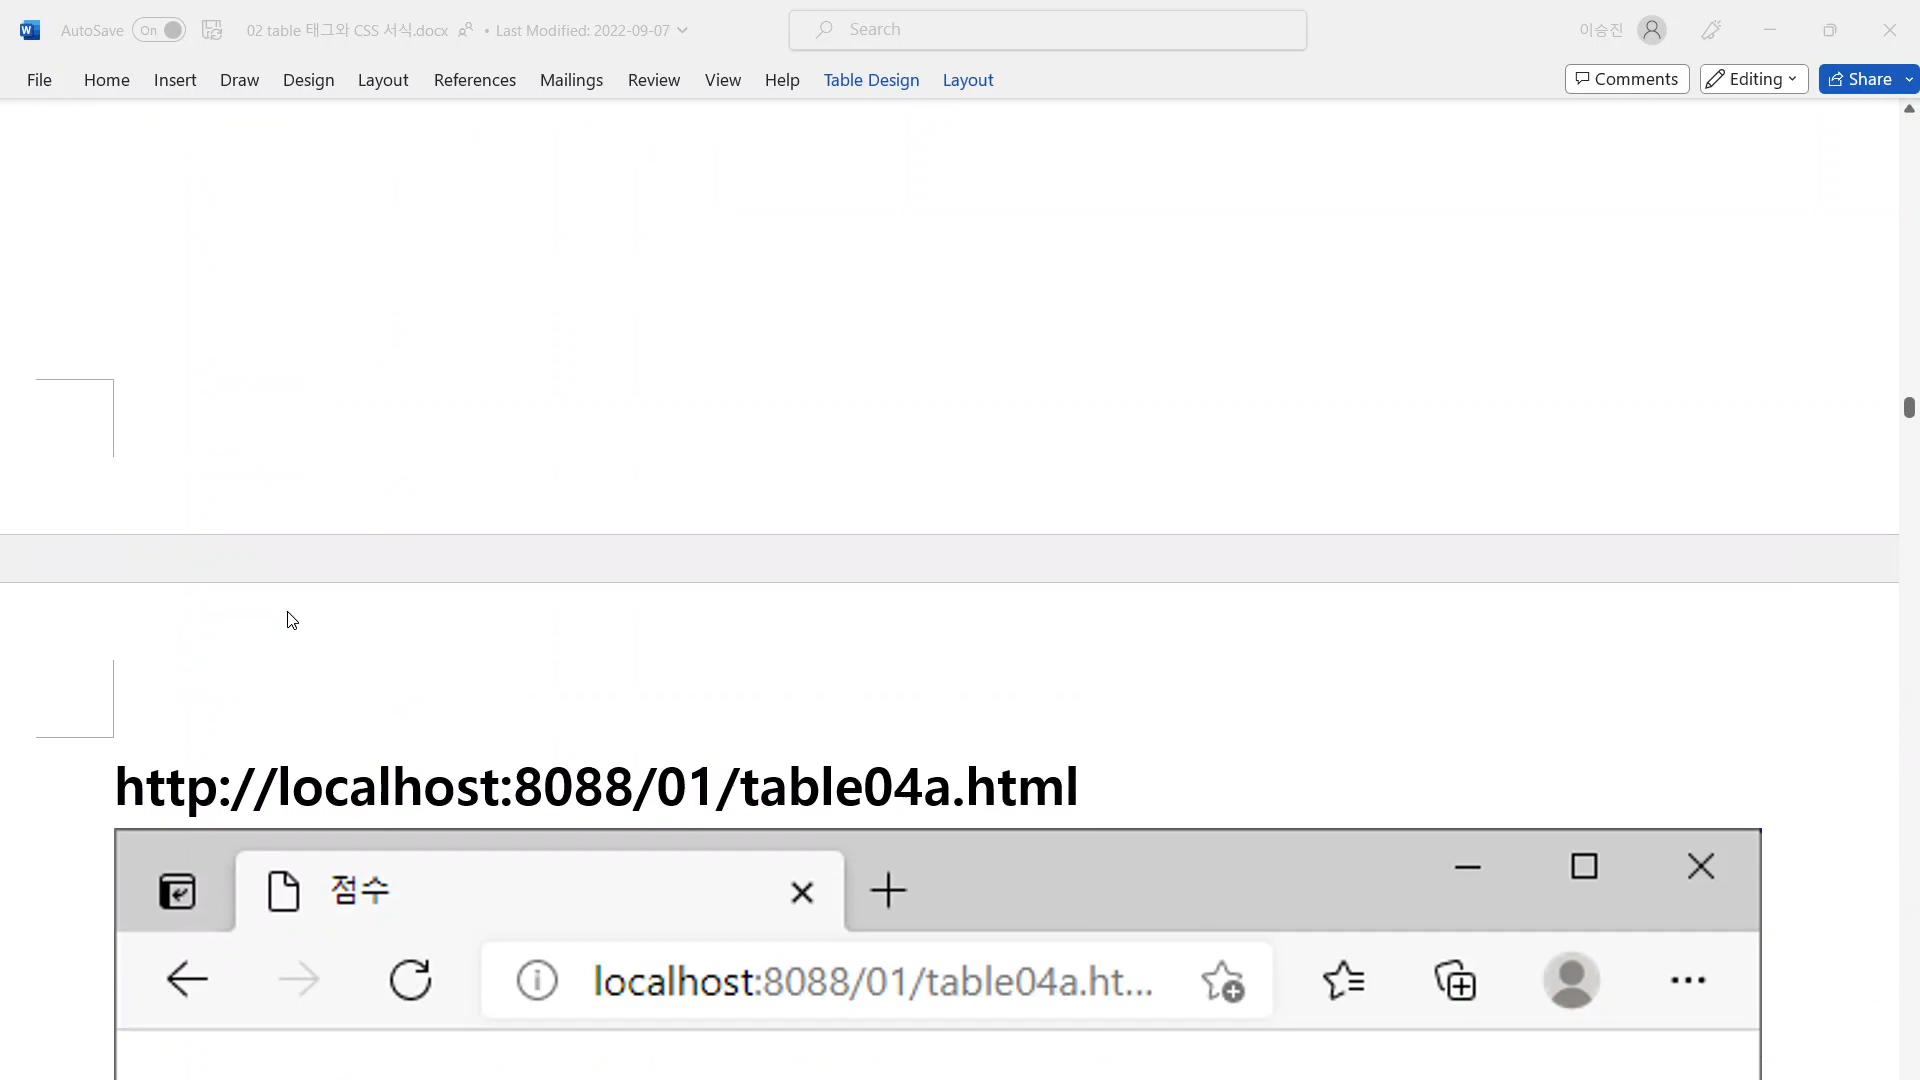 AutoSave On 02 table 태그와 CSS 서식.docx • Last Modified: 2022-09-07 Search 이승진
File Home Insert Draw Design Layout References Mailings Review View Help Table Design Layout Comments Editing Share
http://localhost:8088/01/table04a.html
점수
localhost:8088/01/table04a.ht...